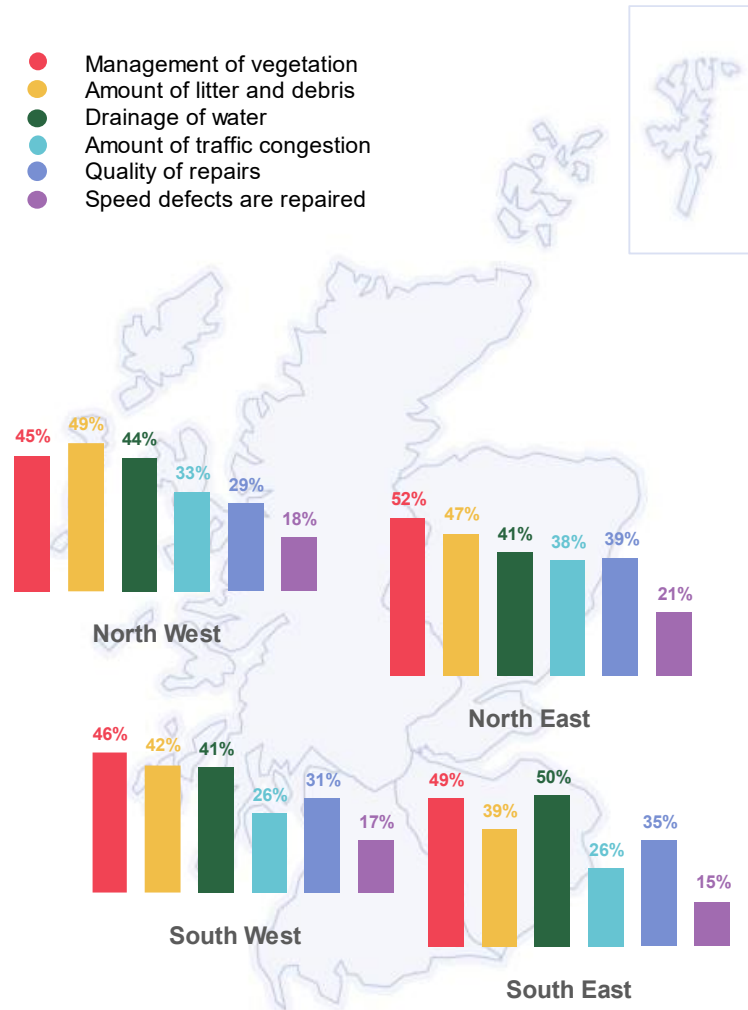 Management of vegetation
Amount of litter and debris
Drainage of water
Amount of traffic congestion
Quality of repairs
Speed defects are repaired
45% 49% 44% 33% 29% 18%
North West
52% 47% 41% 38% 39% 21%
North East
46% 42% 41% 26% 31% 17%
South West
49% 39% 50% 26% 35% 15%
South East